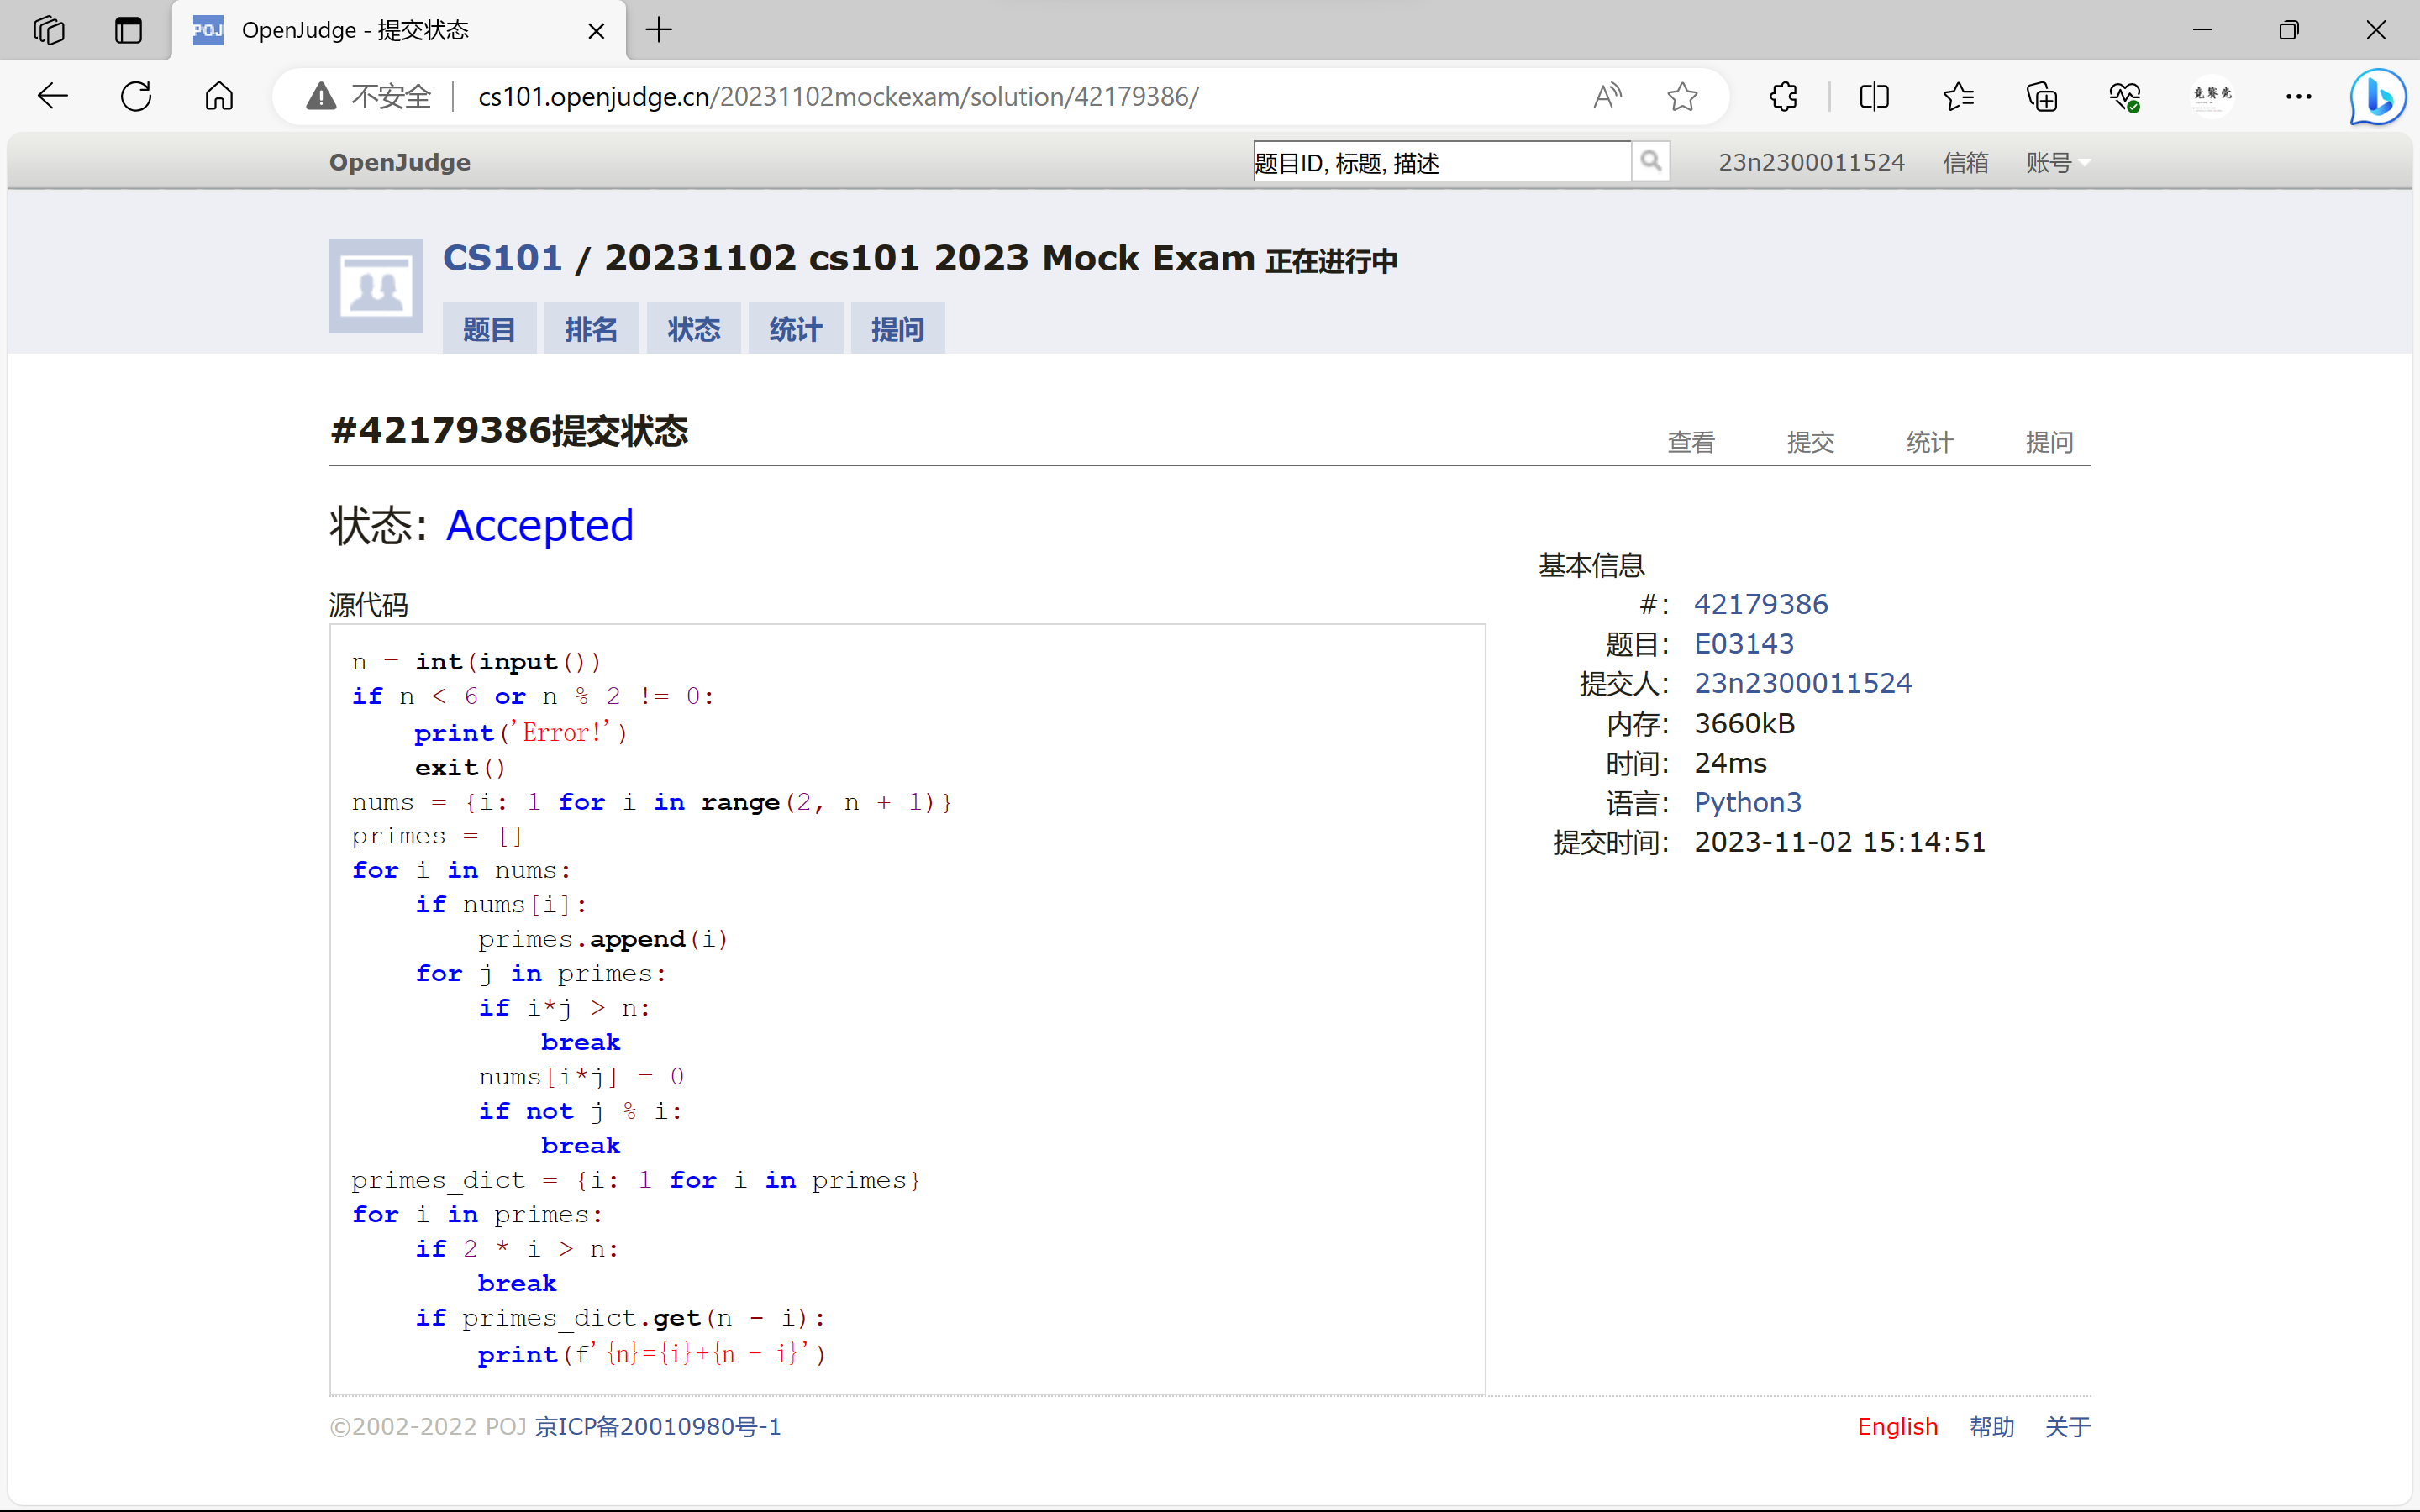 POJ OpenJudge - 提交状态
不安全 cs101.openjudge.cn/20231102mockexam/solution/42179386/
竞赛党
OpenJudge 题目ID, 标题, 描述 23n2300011524 信箱 账号
CS101 / 20231102 cs101 2023 Mock Exam 正在进行中
题目 排名 状态 统计 提问
#42179386提交状态 查看 提交 统计 提问
状态: Accepted
源代码
n = int(input())
if n < 6 or n % 2 != 0:
    print('Error!')
    exit()
nums = {i: 1 for i in range(2, n + 1)}
primes = []
for i in nums:
    if nums[i]:
        primes.append(i)
    for j in primes:
        if i*j > n:
            break
        nums[i*j] = 0
        if not j % i:
            break
primes_dict = {i: 1 for i in primes}
for i in primes:
    if 2 * i > n:
        break
    if primes_dict.get(n - i):
        print(f'{n}={i}+{n - i}')
基本信息
#: 42179386
题目: E03143
提交人: 23n2300011524
内存: 3660kB
时间: 24ms
语言: Python3
提交时间: 2023-11-02 15:14:51
©2002-2022 POJ 京ICP备20010980号-1 English 帮助 关于